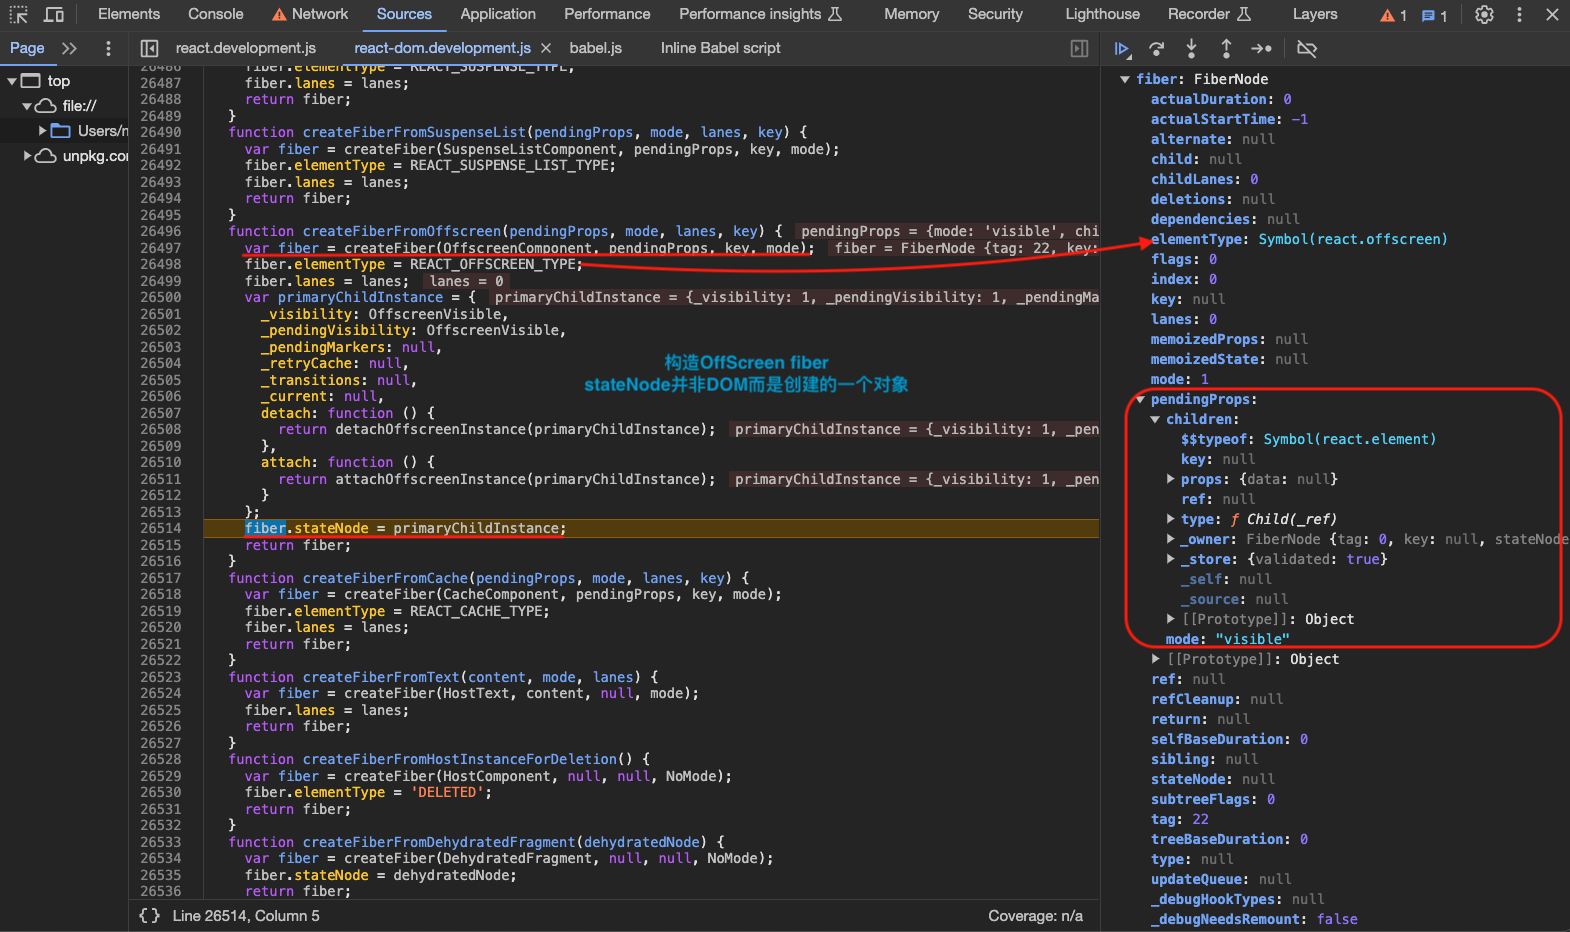 Elements Console Network Sources Application Performance Performance insights Memory Security Lighthouse Recorder Layers 1 1
Page react.development.js react-dom.development.js × babel.js Inline Babel script
top
file://
Users/
unpkg.co
26486 fiber.elementType = REACT_SUSPENSE_TYPE;
26487 fiber.lanes = lanes;
26488 return fiber;
26489 }
26490 function createFiberFromSuspenseList(pendingProps, mode, lanes, key) {
26491 var fiber = createFiber(SuspenseListComponent, pendingProps, key, mode);
26492 fiber.elementType = REACT_SUSPENSE_LIST_TYPE;
26493 fiber.lanes = lanes;
26494 return fiber;
26495 }
26496 function createFiberFromOffscreen(pendingProps, mode, lanes, key) { pendingProps = {mode: 'visible', chi
26497 var fiber = createFiber(OffscreenComponent, pendingProps, key, mode); fiber = FiberNode {tag: 22, key:
26498 fiber.elementType = REACT_OFFSCREEN_TYPE;
26499 fiber.lanes = lanes; lanes = 0
26500 var primaryChildInstance = { primaryChildInstance = {_visibility: 1, _pendingVisibility: 1, _pendingMa
26501 _visibility: OffscreenVisible,
26502 _pendingVisibility: OffscreenVisible,
26503 _pendingMarkers: null,
26504 _retryCache: null,
26505 _transitions: null,
26506 _current: null,
26507 detach: function () {
26508 return detachOffscreenInstance(primaryChildInstance); primaryChildInstance = {_visibility: 1, _pen
26509 },
26510 attach: function () {
26511 return attachOffscreenInstance(primaryChildInstance); primaryChildInstance = {_visibility: 1, _pen
26512 }
26513 };
26514 fiber.stateNode = primaryChildInstance;
26515 return fiber;
26516 }
26517 function createFiberFromCache(pendingProps, mode, lanes, key) {
26518 var fiber = createFiber(CacheComponent, pendingProps, key, mode);
26519 fiber.elementType = REACT_CACHE_TYPE;
26520 fiber.lanes = lanes;
26521 return fiber;
26522 }
26523 function createFiberFromText(content, mode, lanes) {
26524 var fiber = createFiber(HostText, content, null, mode);
26525 fiber.lanes = lanes;
26526 return fiber;
26527 }
26528 function createFiberFromHostInstanceForDeletion() {
26529 var fiber = createFiber(HostComponent, null, null, NoMode);
26530 fiber.elementType = 'DELETED';
26531 return fiber;
26532 }
26533 function createFiberFromDehydratedFragment(dehydratedNode) {
26534 var fiber = createFiber(DehydratedFragment, null, null, NoMode);
26535 fiber.stateNode = dehydratedNode;
26536 return fiber;
构造OffScreen fiber
stateNode并非DOM而是创建的一个对象
{} Line 26514, Column 5 Coverage: n/a
fiber: FiberNode
actualDuration: 0
actualStartTime: -1
alternate: null
child: null
childLanes: 0
deletions: null
dependencies: null
elementType: Symbol(react.offscreen)
flags: 0
index: 0
key: null
lanes: 0
memoizedProps: null
memoizedState: null
mode: 1
pendingProps:
children:
$$typeof: Symbol(react.element)
key: null
props: {data: null}
ref: null
type: ƒ Child(_ref)
_owner: FiberNode {tag: 0, key: null, stateNode
_store: {validated: true}
_self: null
_source: null
[[Prototype]]: Object
mode: "visible"
[[Prototype]]: Object
ref: null
refCleanup: null
return: null
selfBaseDuration: 0
sibling: null
stateNode: null
subtreeFlags: 0
tag: 22
treeBaseDuration: 0
type: null
updateQueue: null
_debugHookTypes: null
_debugNeedsRemount: false